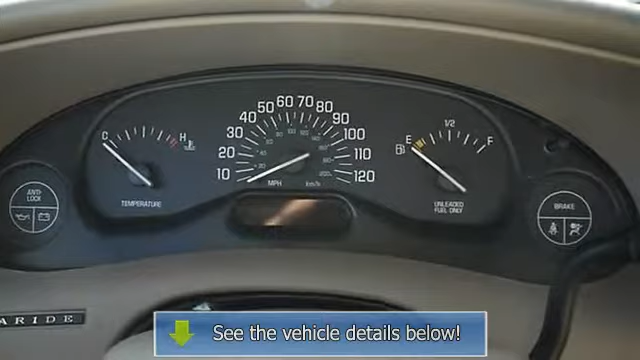 10 20 30 40 50 60 70 80 90 100 110 120
MPH km/h
C H
TEMPERATURE
E 1/2 F
UNLEADED
FUEL ONLY
ANTI-
LOCK
BRAKE
ARIDE
See the vehicle details below!